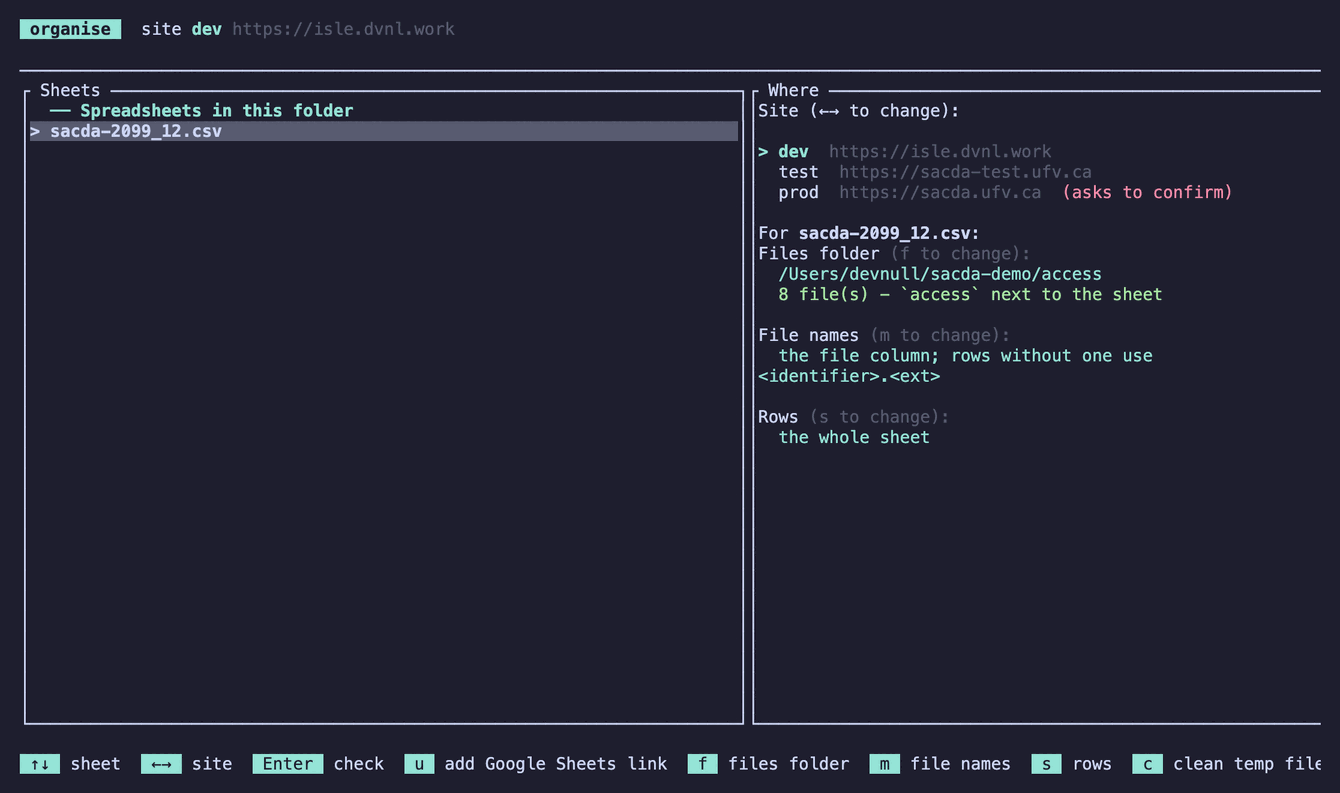 organise site dev https://isle.dvnl.work
Sheets
── Spreadsheets in this folder
> sacda-2099_12.csv
Where
Site (←→ to change):
> dev https://isle.dvnl.work
test https://sacda-test.ufv.ca
prod https://sacda.ufv.ca (asks to confirm)
For sacda-2099_12.csv:
Files folder (f to change):
/Users/devnull/sacda-demo/access
8 file(s) - `access` next to the sheet
File names (m to change):
the file column; rows without one use
<identifier>.<ext>
Rows (s to change):
the whole sheet
↑↓ sheet ←→ site Enter check u add Google Sheets link f files folder m file names s rows c clean temp file